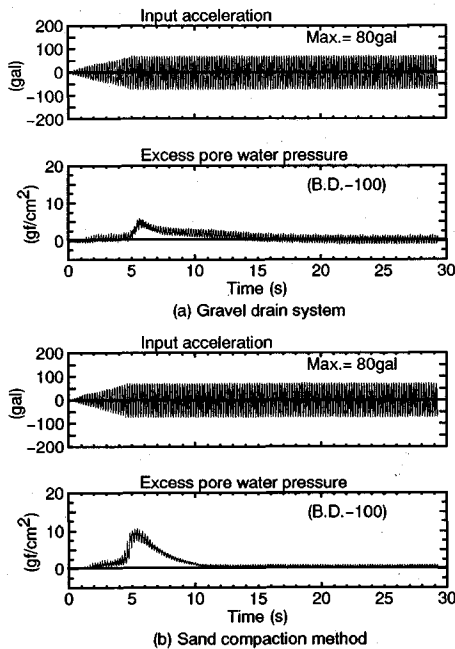 Input acceleration
200
100
0
−100
−200
(gal)
Max.= 80gal
Excess pore water pressure
20
10
0
(gf/cm²)
(B.D.-100)
0 5 10 15 20 25 30
Time (s)
(a) Gravel drain system
Input acceleration
200
100
0
−100
−200
(gal)
Max.= 80gal
Excess pore water pressure
20
10
0
(gf/cm²)
(B.D.-100)
0 5 10 15 20 25 30
Time (s)
(b) Sand compaction method